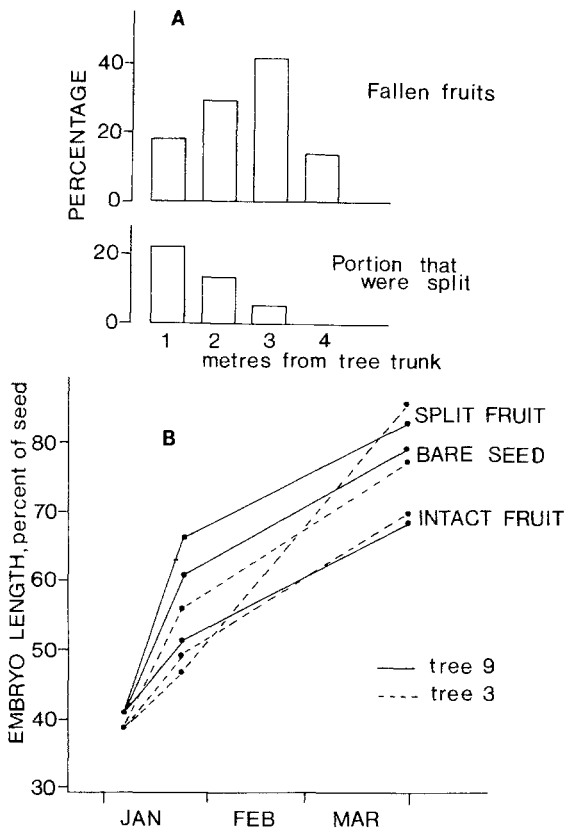 A
PERCENTAGE
40
20
0
Fallen fruits
20
0
Portion that
were split
1 2 3 4
metres from tree trunk
B
EMBRYO LENGTH, percent of seed
80
70
60
50
40
30
SPLIT FRUIT
BARE SEED
INTACT FRUIT
tree 9
tree 3
JAN FEB MAR